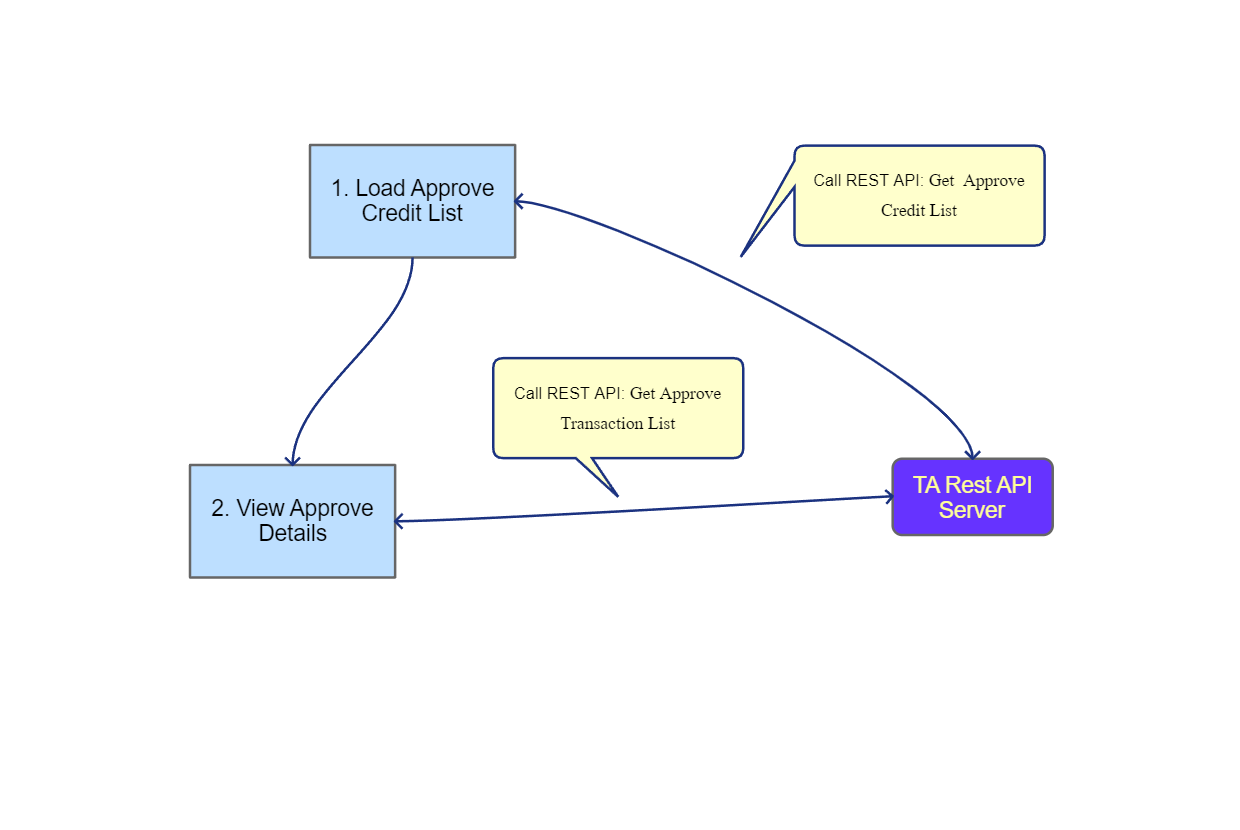 1. Load Approve
Credit List
Call REST API: Get  Approve
Credit List
Call REST API: Get Approve
Transaction List
2. View Approve
Details
TA Rest API
Server